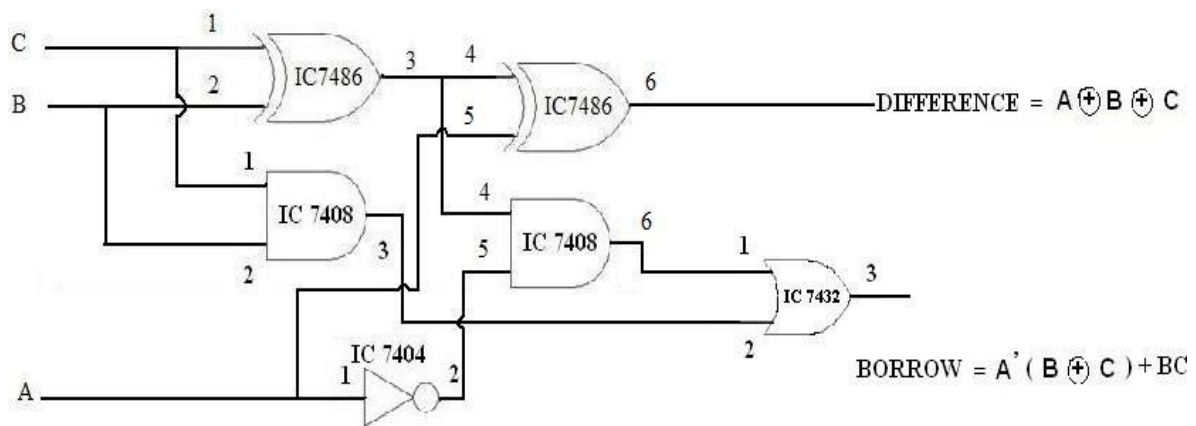 C
1
IC7486
3
4
IC7486
6
B
2
5
DIFFERENCE = A ⊕ B ⊕ C
1
IC 7408
3
2
4
IC 7408
6
5
1
IC 7432
3
2
IC 7404
A
1
2
BORROW = A' ( B ⊕ C ) + BC